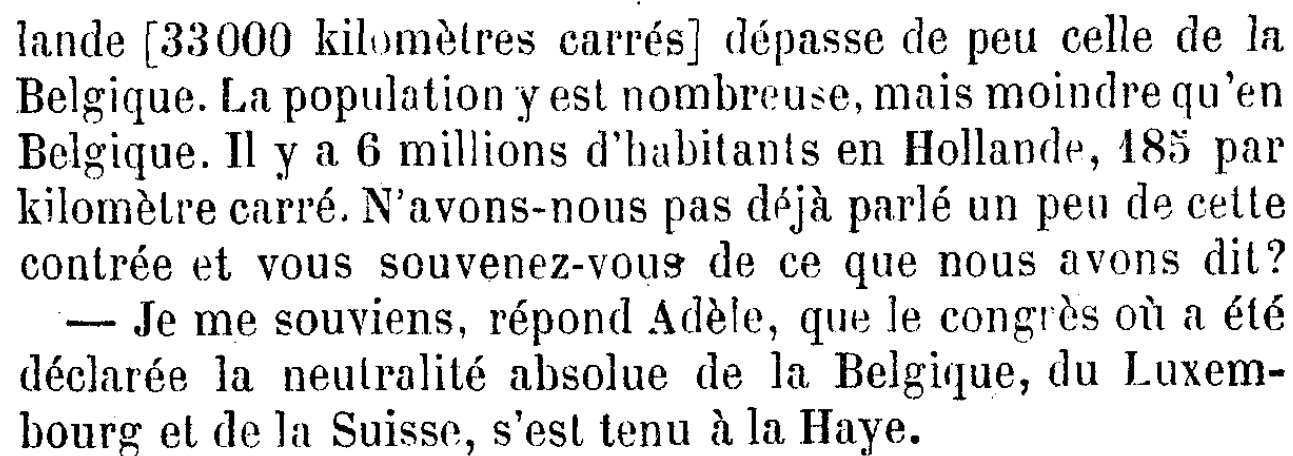 lande [33 000 kilomètres carrés] dépasse de peu celle de la
Belgique. La population y est nombreuse, mais moindre qu'en
Belgique. Il y a 6 millions d'habitants en Hollande, 185 par
kilomètre carré. N'avons-nous pas déjà parlé un peu de cette
contrée et vous souvenez-vous de ce que nous avons dit?
— Je me souviens, répond Adèle, que le congrès où a été
déclarée la neutralité absolue de la Belgique, du Luxem-
bourg et de la Suisse, s'est tenu à la Haye.